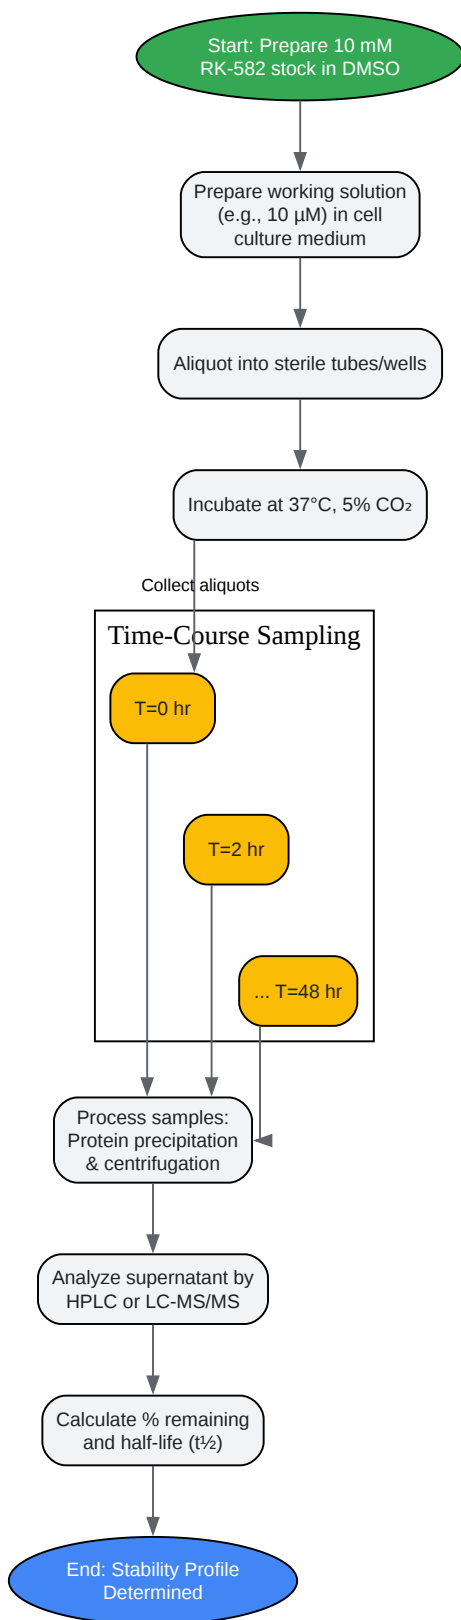 Start: Prepare 10 mM
RK-582 stock in DMSO
Prepare working solution
(e.g., 10 µM) in cell
culture medium
Aliquot into sterile tubes/wells
Incubate at 37°C, 5% CO₂
Collect aliquots
Time-Course Sampling
T=0 hr
T=2 hr
... T=48 hr
Process samples:
Protein precipitation
& centrifugation
Analyze supernatant by
HPLC or LC-MS/MS
Calculate % remaining
and half-life (t½)
End: Stability Profile
Determined